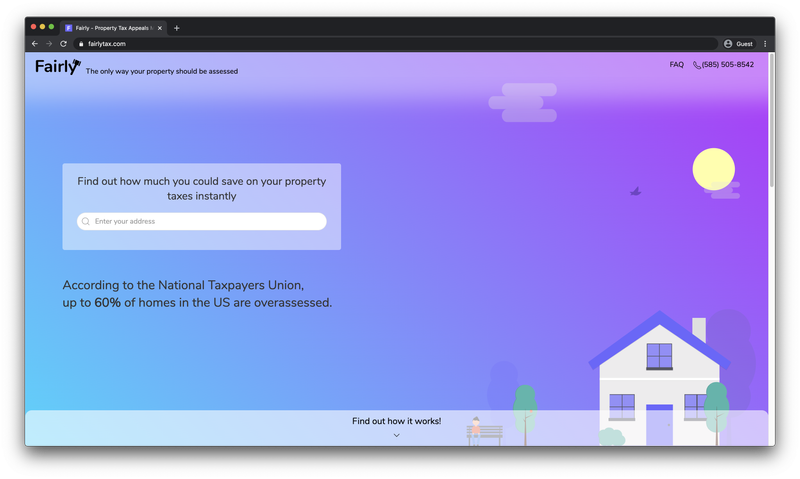 Fairly - Property Tax Appeals M
fairlytax.com
Guest
Fairly
The only way your property should be assessed
FAQ
(585) 505-8542
Find out how much you could save on your property
taxes instantly
Enter your address
According to the National Taxpayers Union,
up to 60% of homes in the US are overassessed.
Find out how it works!